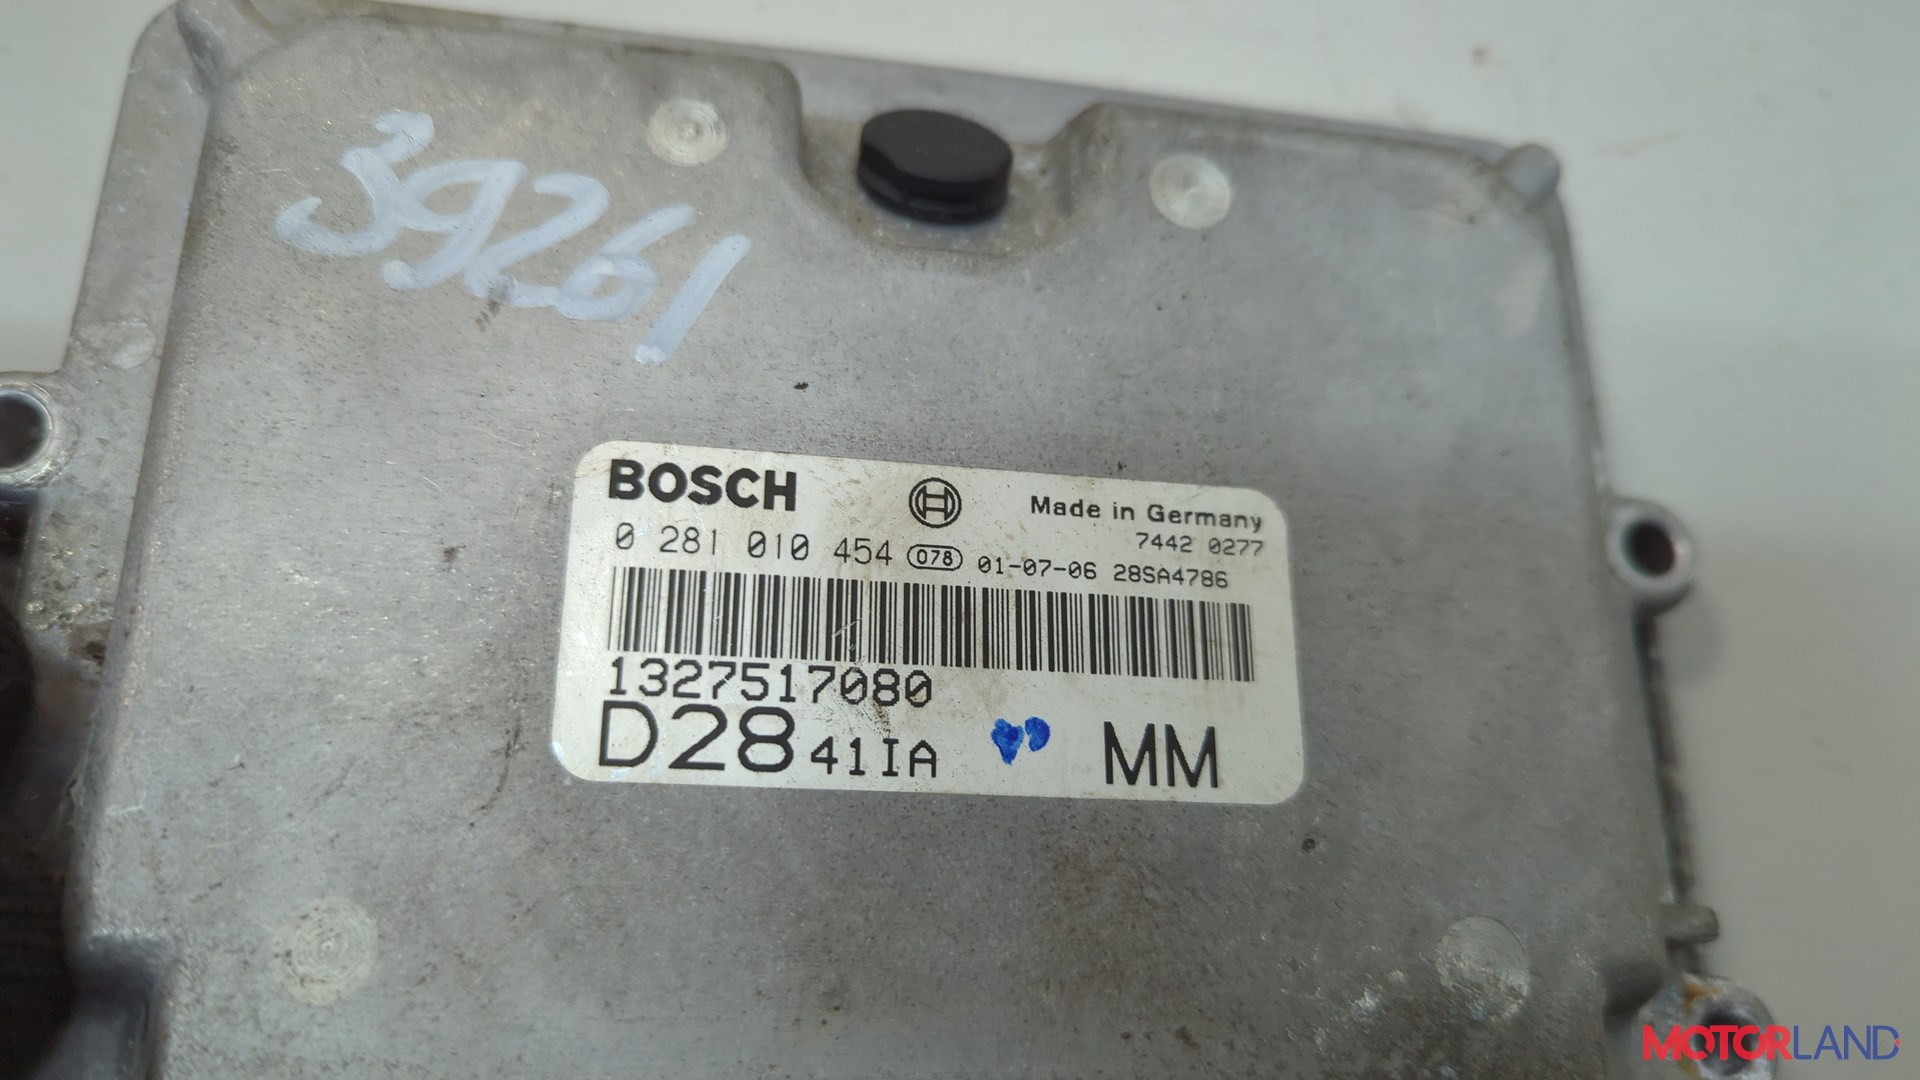 39261
BOSCH
Made in Germany
7442 0277
0 281 010 454 078 01-07-06 28SA4786
1327517080
D28 41IA MM
MOTORLAND